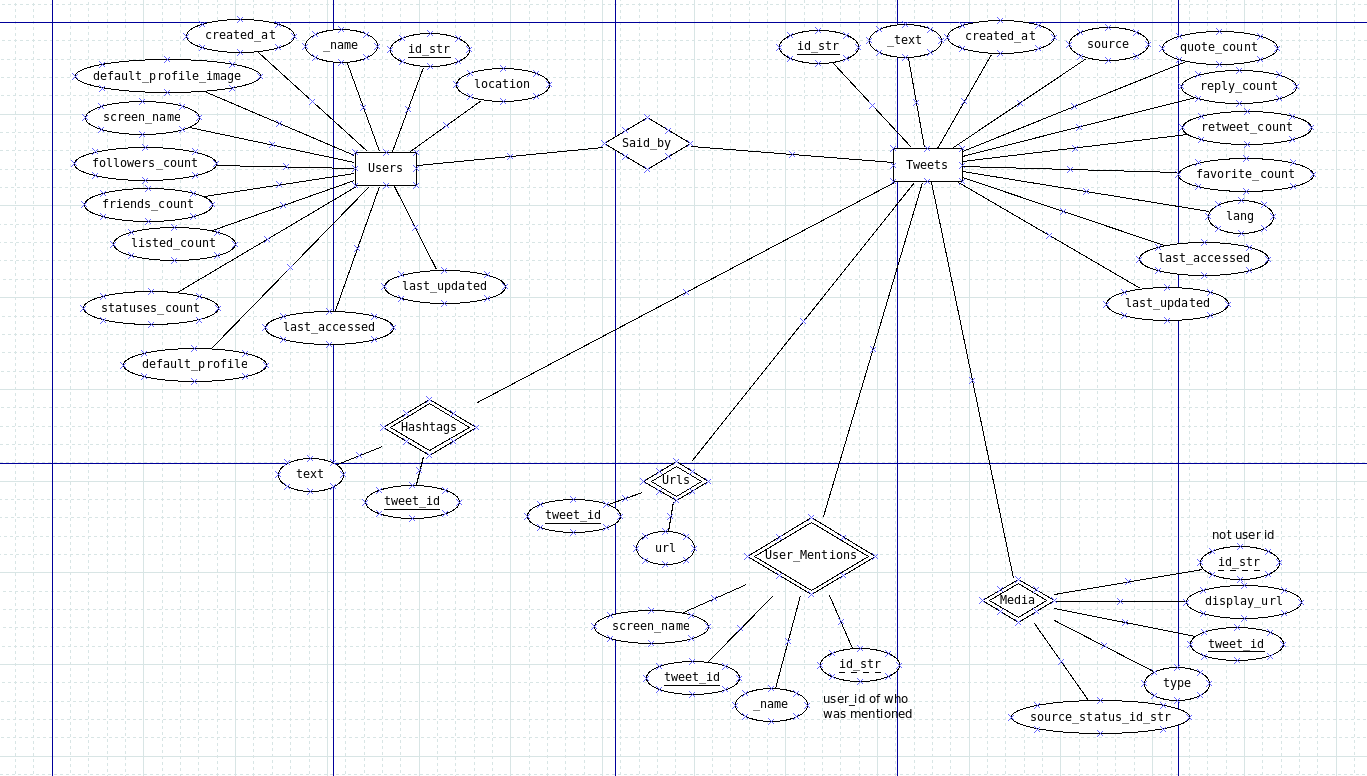 created_at
_name
id_str
default_profile_image
location
screen_name
followers_count
Users
friends_count
listed_count
statuses_count
last_updated
last_accessed
default_profile
Said_by
id_str
_text
created_at
source
quote_count
reply_count
retweet_count
Tweets
favorite_count
lang
last_accessed
last_updated
Hashtags
text
tweet_id
Urls
tweet_id
url
User_Mentions
screen_name
tweet_id
_name
id_str
user_id of who
was mentioned
Media
not user id
id_str
display_url
tweet_id
type
source_status_id_str